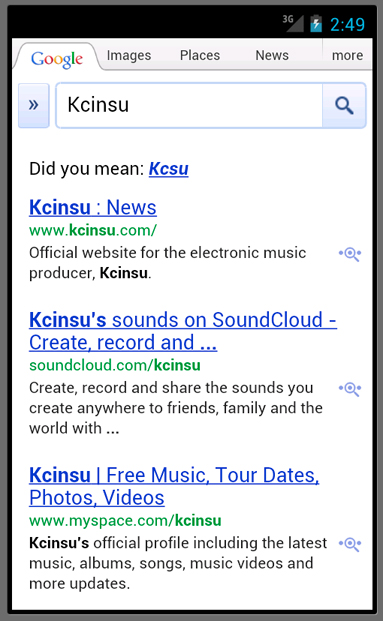 3G 2:49
Google Images Places News more
» Kcinsu
Did you mean: Kcsu
Kcinsu : News
www.kcinsu.com/
Official website for the electronic music
producer, Kcinsu.
Kcinsu's sounds on SoundCloud -
Create, record and ...
soundcloud.com/kcinsu
Create, record and share the sounds you
create anywhere to friends, family and the
world with ...
Kcinsu | Free Music, Tour Dates,
Photos, Videos
www.myspace.com/kcinsu
Kcinsu's official profile including the latest
music, albums, songs, music videos and
more updates.